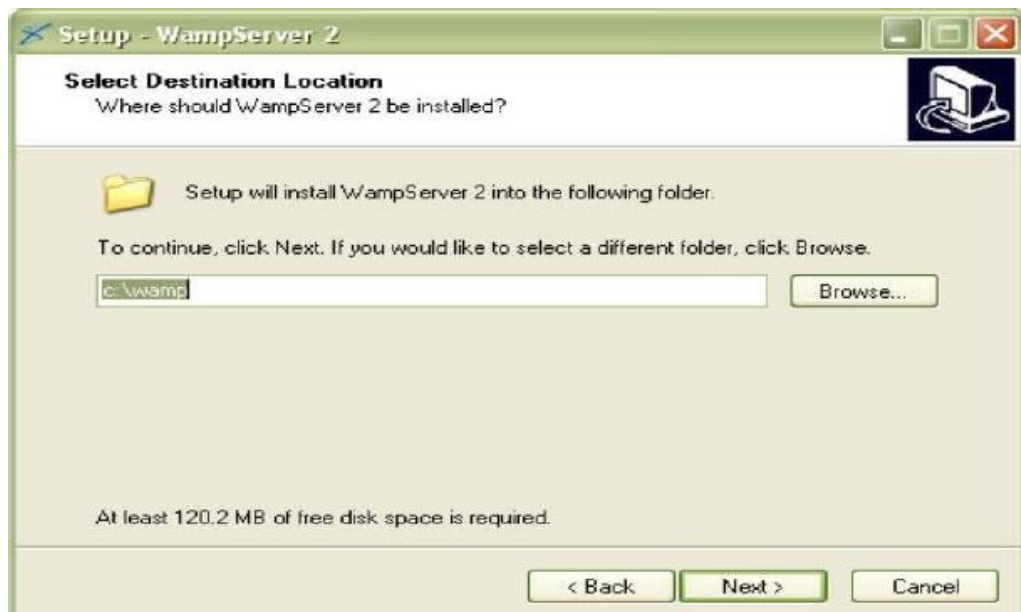 Setup - WampServer 2
Select Destination Location
Where should WampServer 2 be installed?
Setup will install WampServer 2 into the following folder.
To continue, click Next. If you would like to select a different folder, click Browse.
c:\wamp
Browse...
At least 120.2 MB of free disk space is required.
< Back
Next >
Cancel